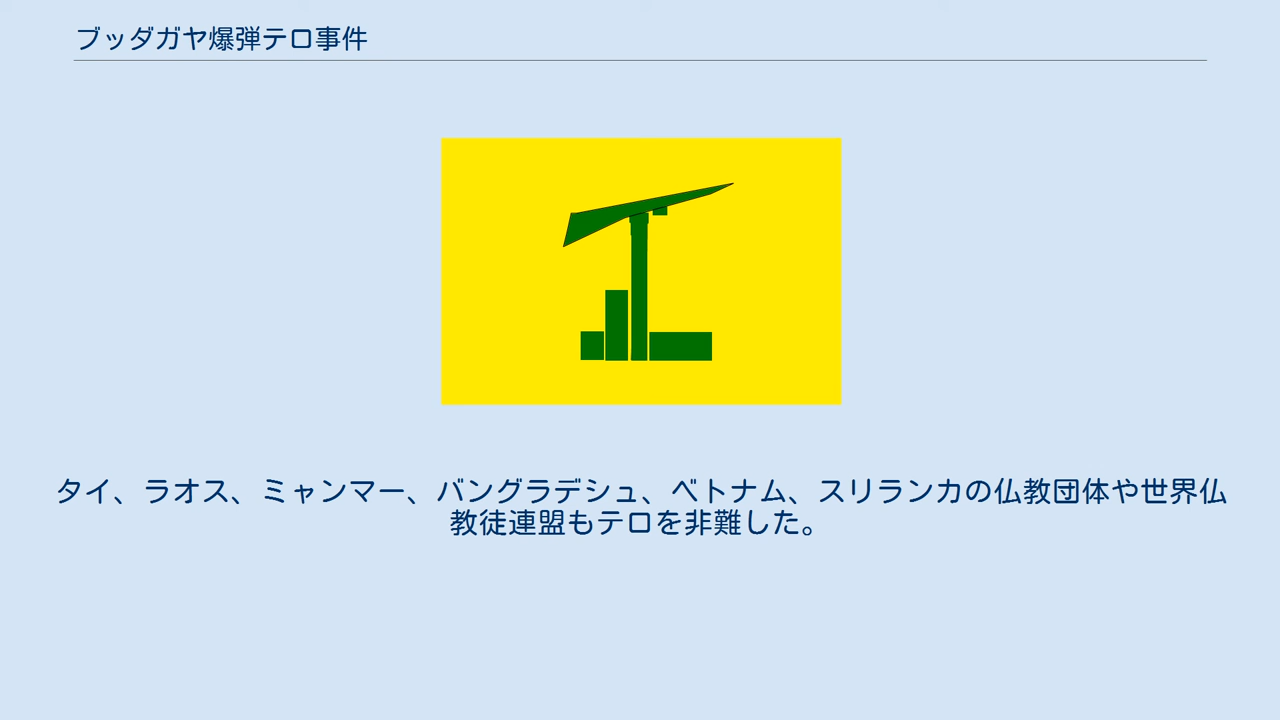 ブッダガヤ爆弾テロ事件
タイ、ラオス、ミャンマー、バングラデシュ、ベトナム、スリランカの仏教団体や世界仏
教徒連盟もテロを非難した。